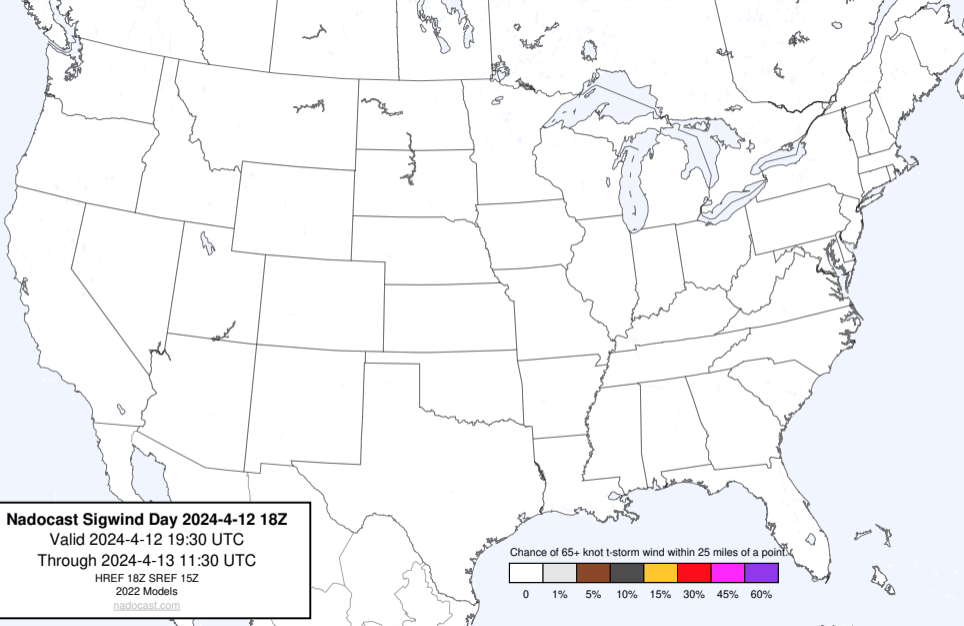 Nadocast Sigwind Day 2024-4-12 18Z
Valid 2024-4-12 19:30 UTC
Through 2024-4-13 11:30 UTC
HREF 18Z SREF 15Z
2022 Models
nadocast.com
Chance of 65+ knot t-storm wind within 25 miles of a point.
0 1% 5% 10% 15% 30% 45% 60%